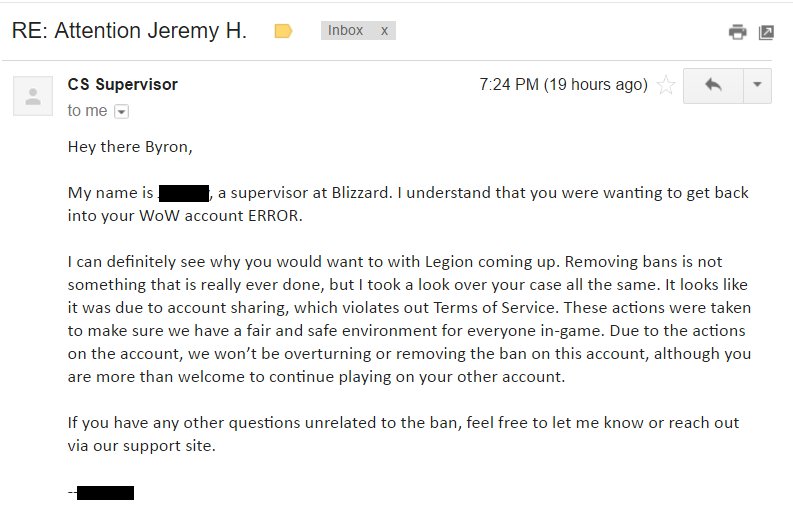 RE: Attention Jeremy H.
Inbox x
CS Supervisor
7:24 PM (19 hours ago)
to me
Hey there Byron,
My name is , a supervisor at Blizzard. I understand that you were wanting to get back
into your WoW account ERROR.
I can definitely see why you would want to with Legion coming up. Removing bans is not
something that is really ever done, but I took a look over your case all the same. It looks like
it was due to account sharing, which violates out Terms of Service. These actions were taken
to make sure we have a fair and safe environment for everyone in-game. Due to the actions
on the account, we won’t be overturning or removing the ban on this account, although you
are more than welcome to continue playing on your other account.
If you have any other questions unrelated to the ban, feel free to let me know or reach out
via our support site.
--